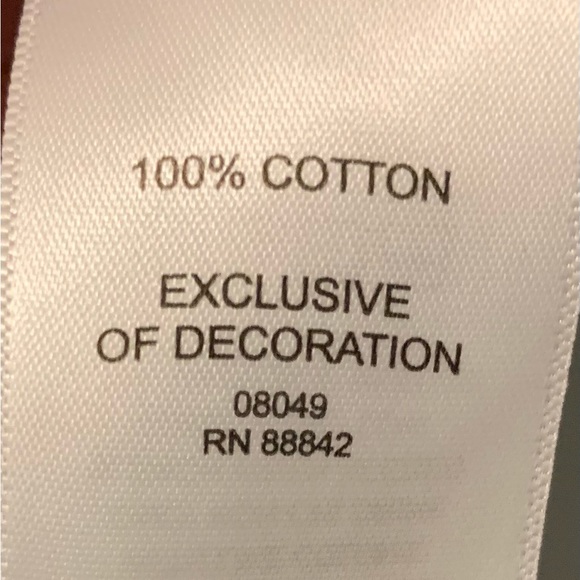 100% COTTON
EXCLUSIVE
OF DECORATION
08049
RN 88842